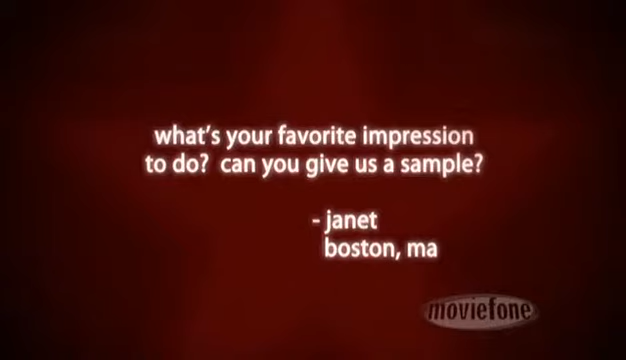 what's your favorite impression
to do?  can you give us a sample?
- janet
boston, ma
moviefone